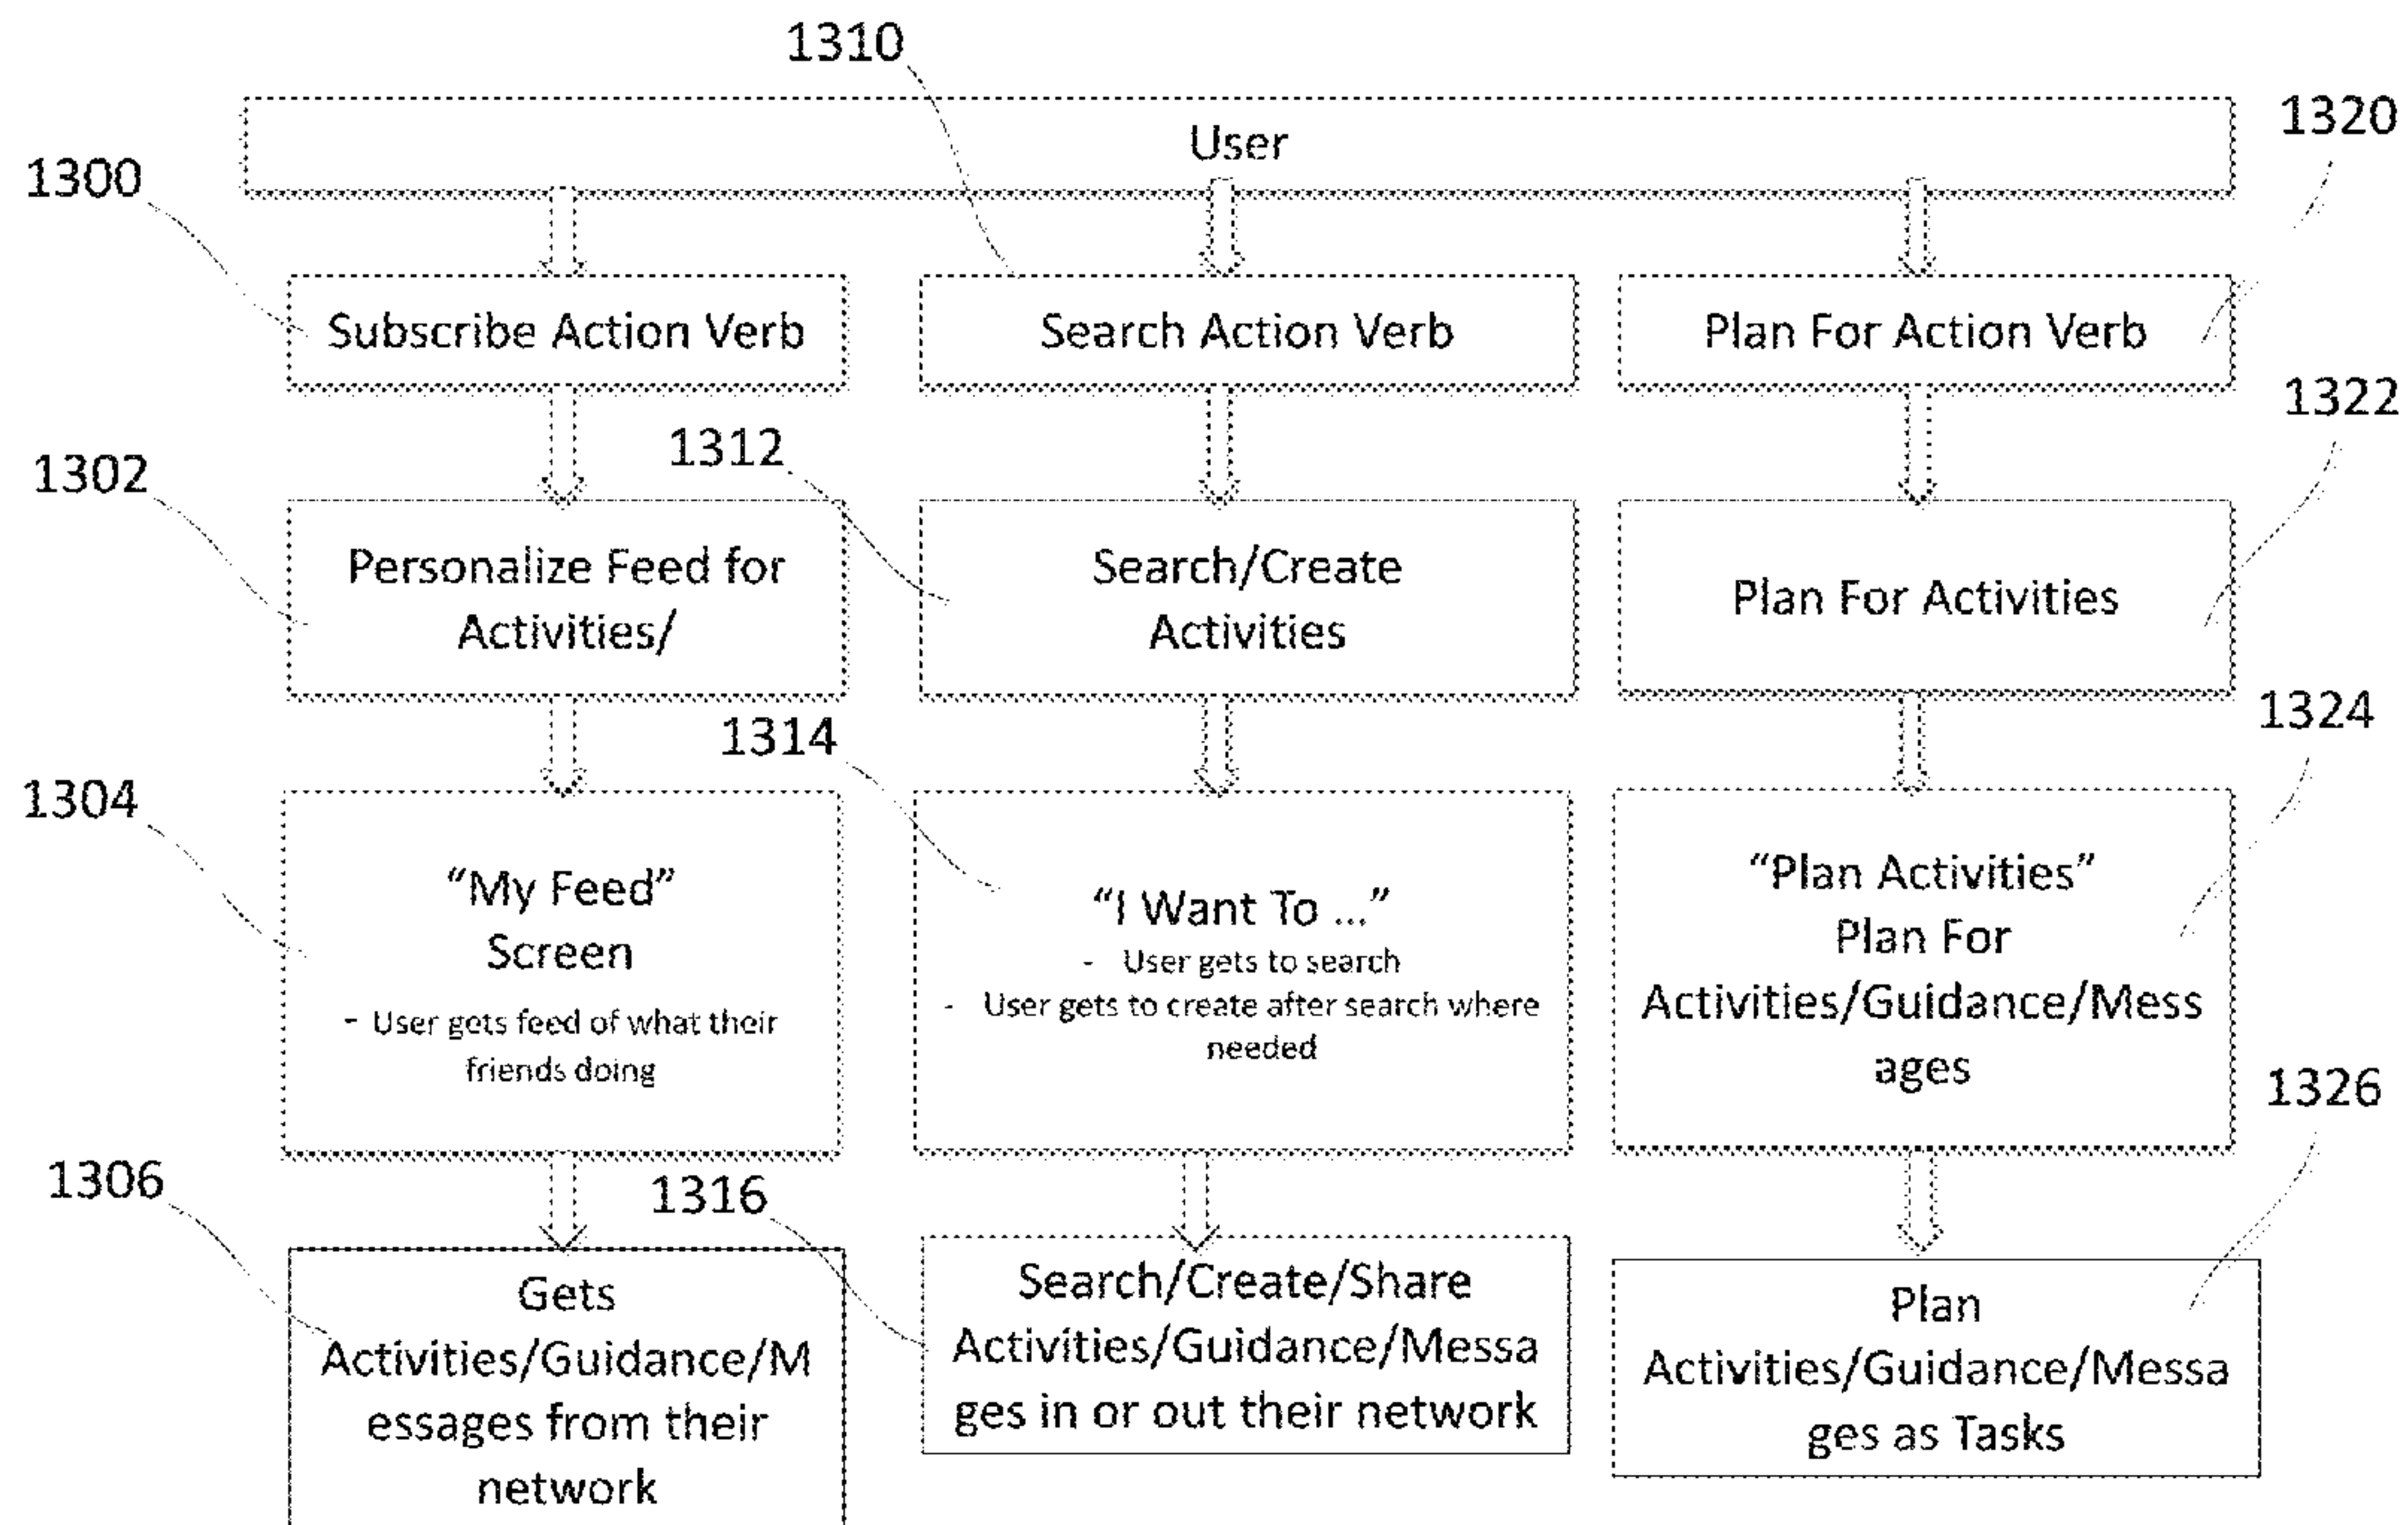 1310
User
1320
1300
Subscribe Action Verb
Search Action Verb
Plan For Action Verb
1322
1312
1302
Personalize Feed for
Activities/
Search/Create
Activities
Plan For Activities
1324
1314
1304
“My Feed”
Screen
- User gets feed of what their
friends doing
“I Want To ...”
- User gets to search
- User gets to create after search where
needed
“Plan Activities”
Plan For
Activities/Guidance/Mess
ages
1326
1306
1316
Gets
Activities/Guidance/M
essages from their
network
Search/Create/Share
Activities/Guidance/Messa
ges in or out their network
Plan
Activities/Guidance/Messa
ges as Tasks